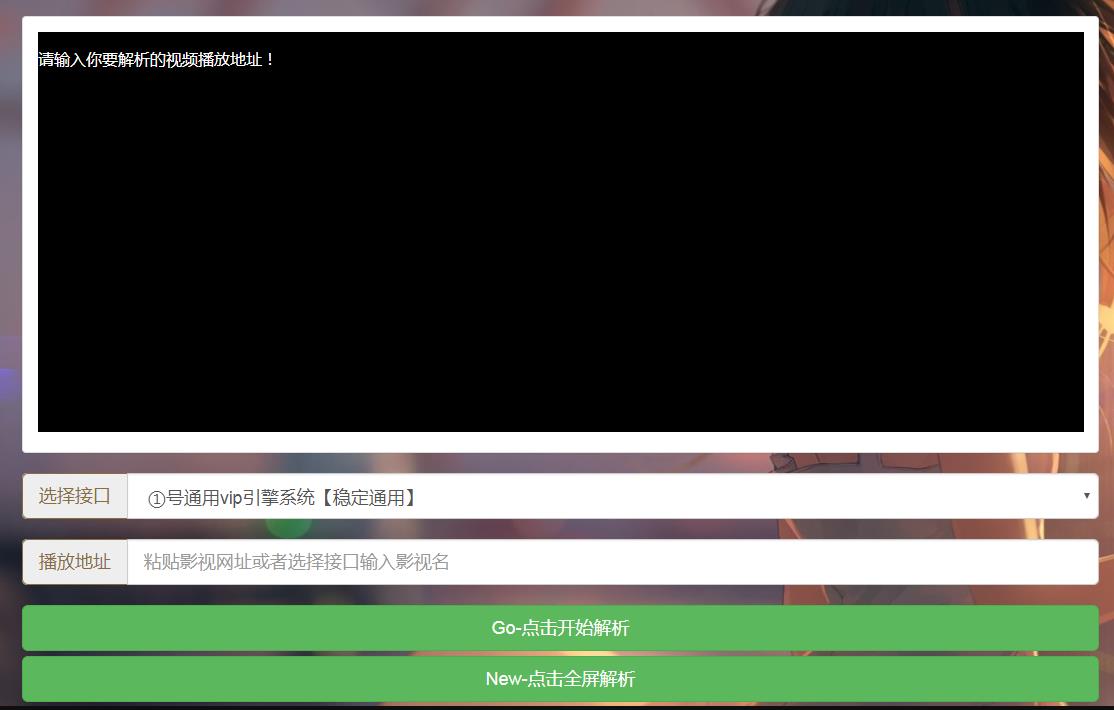 请输入你要解析的视频播放地址！
选择接口
①号通用vip引擎系统【稳定通用】
播放地址
粘贴影视网址或者选择接口输入影视名
Go-点击开始解析
New-点击全屏解析